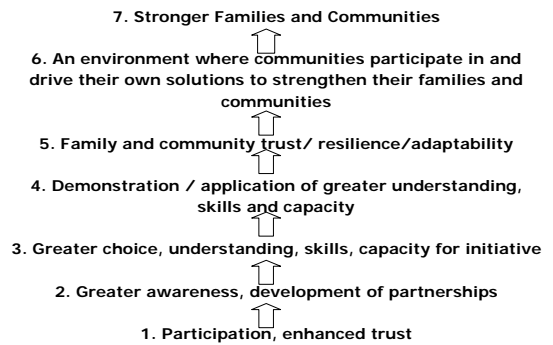 7. Stronger Families and Communities
6. An environment where communities participate in and
drive their own solutions to strengthen their families and
communities
5. Family and community trust/ resilience/adaptability
4. Demonstration / application of greater understanding,
skills and capacity
3. Greater choice, understanding, skills, capacity for initiative
2. Greater awareness, development of partnerships
1. Participation, enhanced trust